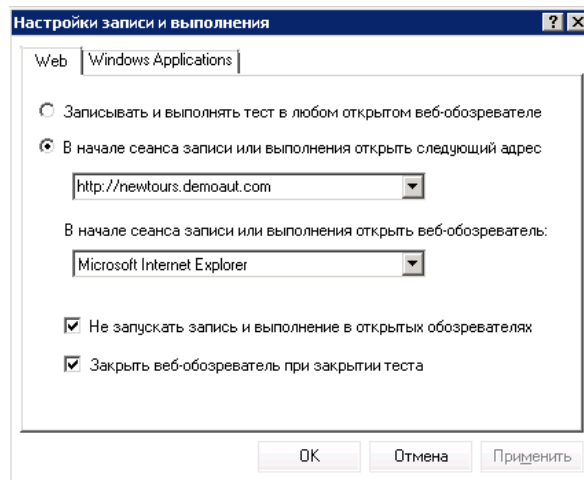 Настройки записи и выполнения
Web
Windows Applications
Записывать и выполнять тест в любом открытом веб-обозревателе
В начале сеанса записи или выполнения открыть следующий адрес
http://newtours.demoaut.com
В начале сеанса записи или выполнения открыть веб-обозреватель:
Microsoft Internet Explorer
Не запускать запись и выполнение в открытых обозревателях
Закрыть веб-обозреватель при закрытии теста
OK
Отмена
Применить